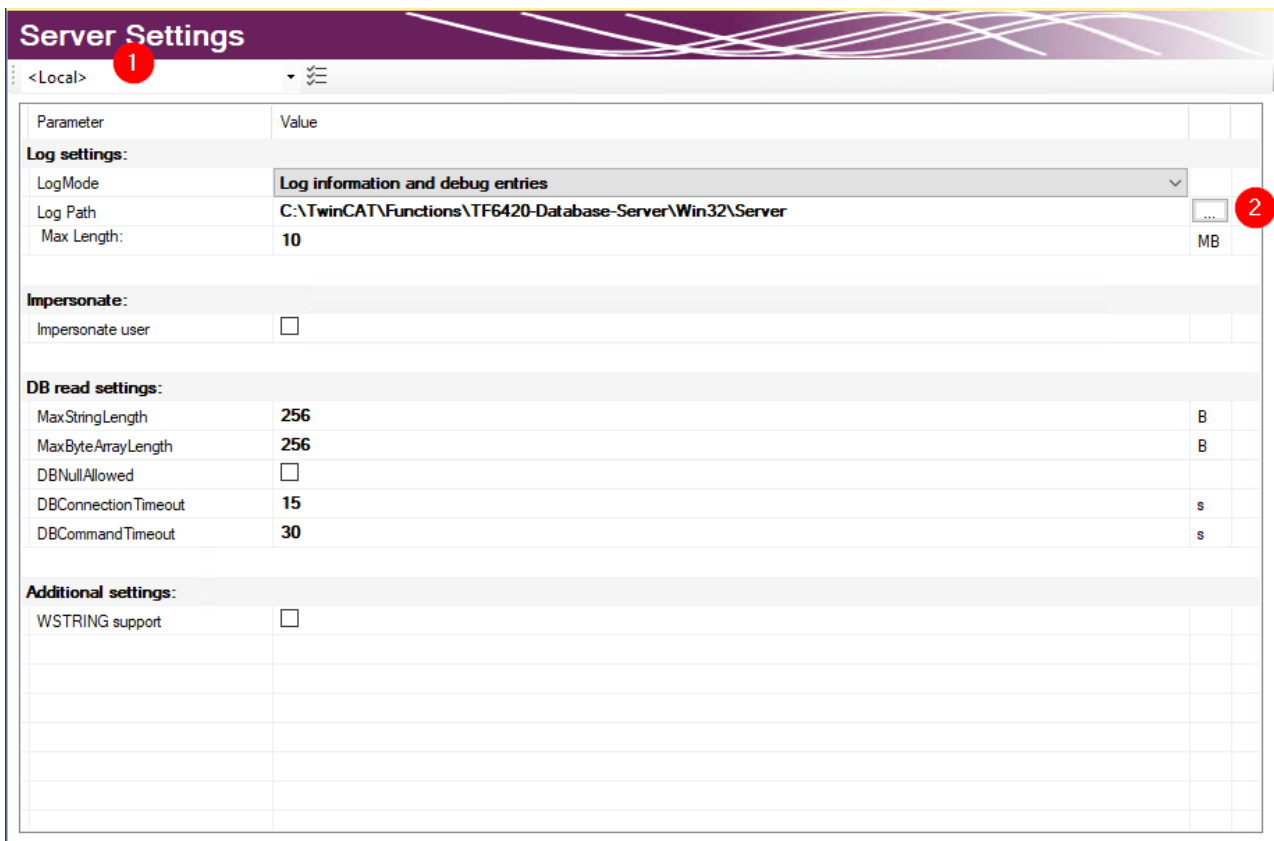 Server Settings
1
<Local>
Parameter Value
Log settings:
LogMode Log information and debug entries
Log Path C:\TwinCAT\Functions\TF6420-Database-Server\Win32\Server ... 2
Max Length: 10 MB
Impersonate:
Impersonate user
DB read settings:
MaxStringLength 256 B
MaxByteArrayLength 256 B
DBNullAllowed
DBConnectionTimeout 15 s
DBCommandTimeout 30 s
Additional settings:
WSTRING support